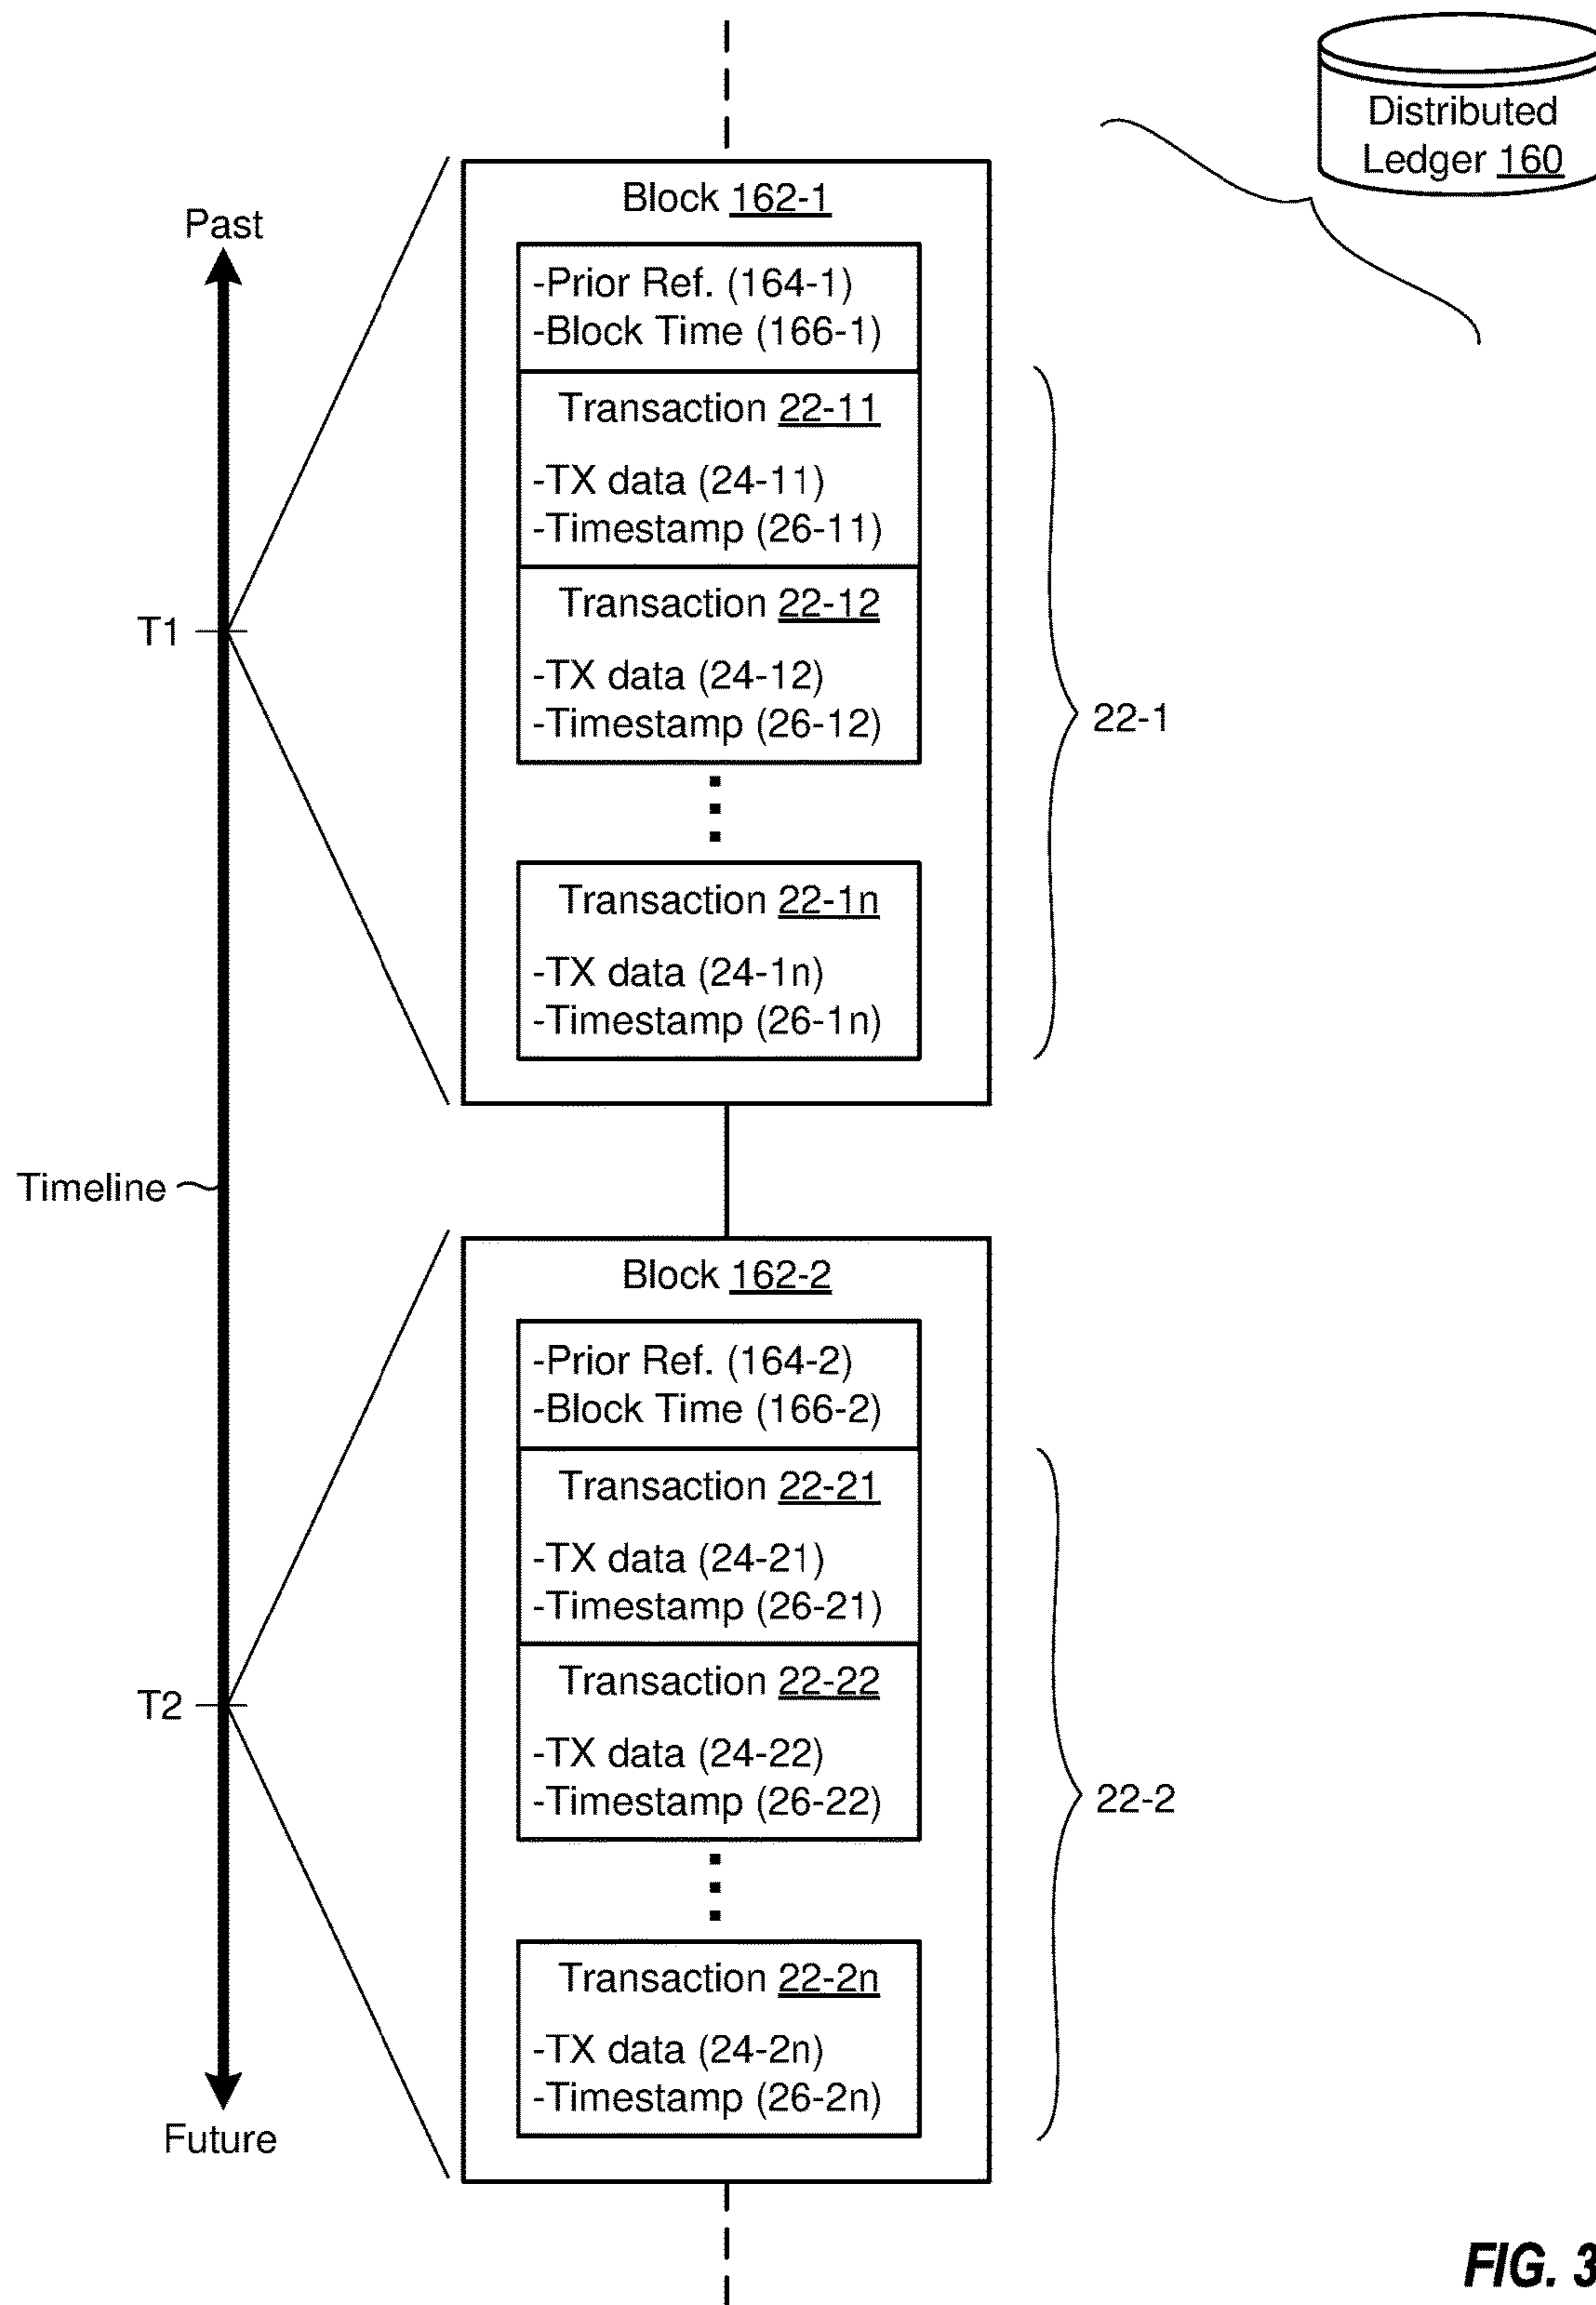 Distributed
Ledger 160
Block 162-1
Past
-Prior Ref. (164-1)
-Block Time (166-1)
Transaction 22-11
-TX data (24-11)
-Timestamp (26-11)
Transaction 22-12
T1
-TX data (24-12)
-Timestamp (26-12)
22-1
Transaction 22-1n
-TX data (24-1n)
-Timestamp (26-1n)
Timeline
Block 162-2
-Prior Ref. (164-2)
-Block Time (166-2)
Transaction 22-21
-TX data (24-21)
-Timestamp (26-21)
Transaction 22-22
T2
-TX data (24-22)
-Timestamp (26-22)
22-2
Transaction 22-2n
-TX data (24-2n)
-Timestamp (26-2n)
Future
FIG. 3